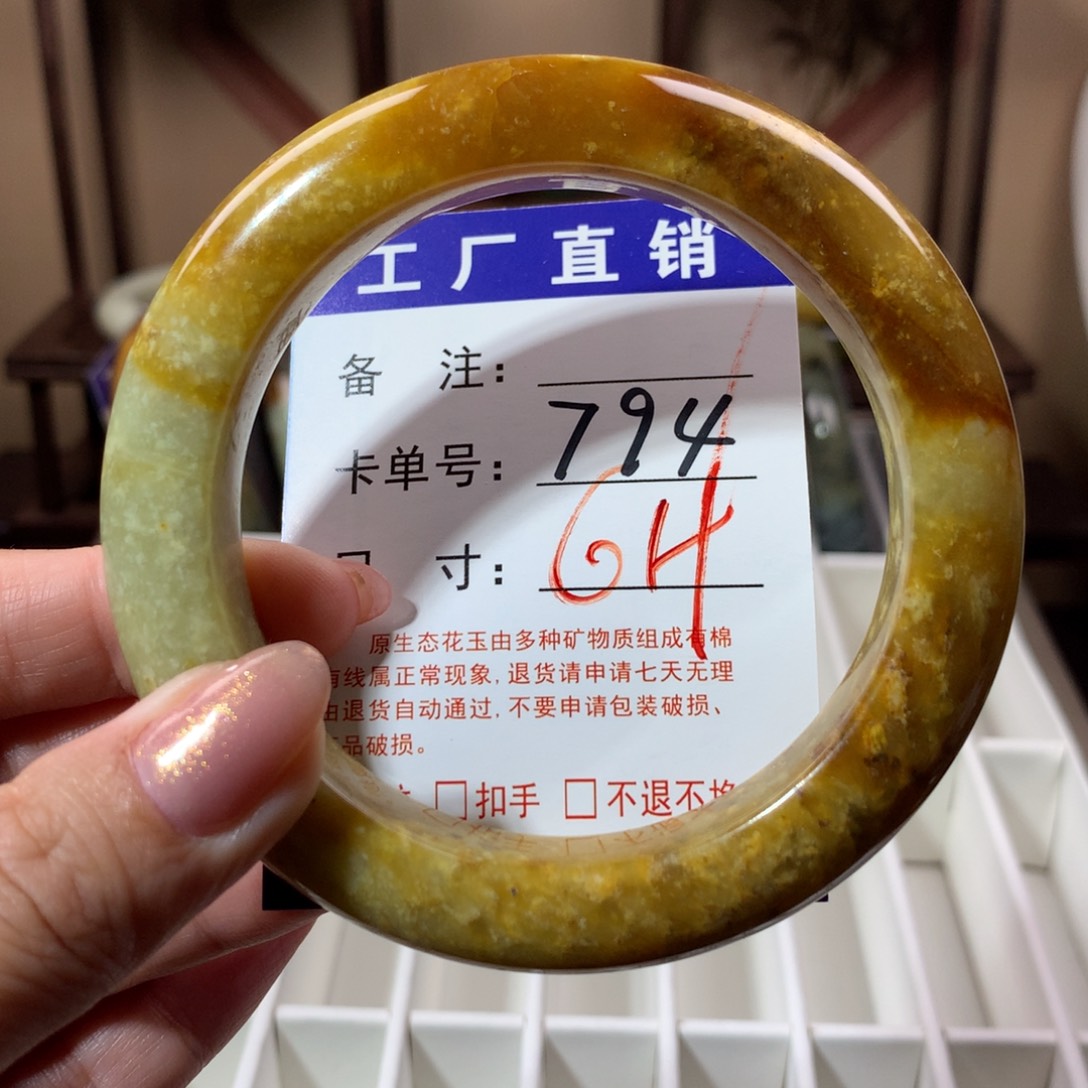 工厂直销
备 注：
卡单号：794
寸：64
原生态花玉由多种矿物质组成有棉
有线属正常现象,退货请申请七天无理
由退货自动通过,不要申请包装破损、
品破损。
□扣手 □不退不换